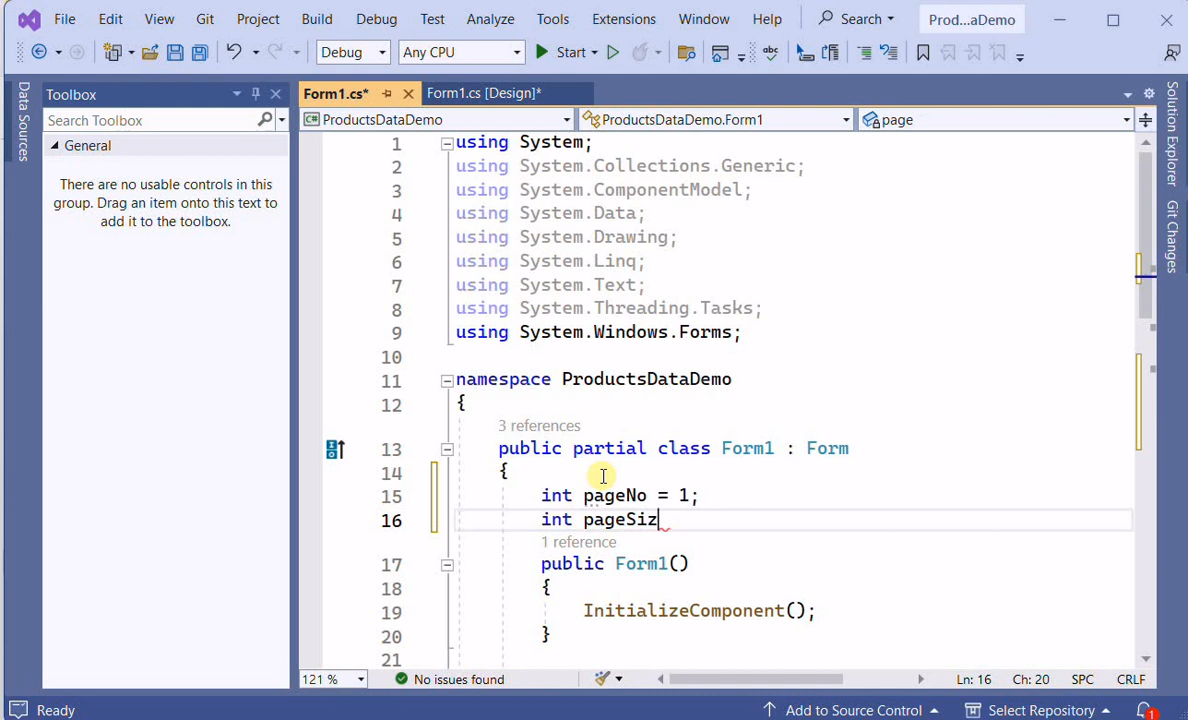 File Edit View Git Project Build Debug Test Analyze Tools Extensions Window Help Search Prod...aDemo
Debug Any CPU Start abc
Data Sources
Toolbox
Search Toolbox
General
There are no usable controls in this
group. Drag an item onto this text to
add it to the toolbox.
Form1.cs* Form1.cs [Design]*
C# ProductsDataDemo ProductsDataDemo.Form1 page
1 using System;
2 using System.Collections.Generic;
3 using System.ComponentModel;
4 using System.Data;
5 using System.Drawing;
6 using System.Linq;
7 using System.Text;
8 using System.Threading.Tasks;
9 using System.Windows.Forms;
10
11 namespace ProductsDataDemo
12 {
3 references
13 public partial class Form1 : Form
14 {
15 int pageNo = 1;
16 int pageSiz
1 reference
17 public Form1()
18 {
19 InitializeComponent();
20 }
21
Solution Explorer
Git Changes
121 % No issues found Ln: 16 Ch: 20 SPC CRLF
Ready Add to Source Control Select Repository 1